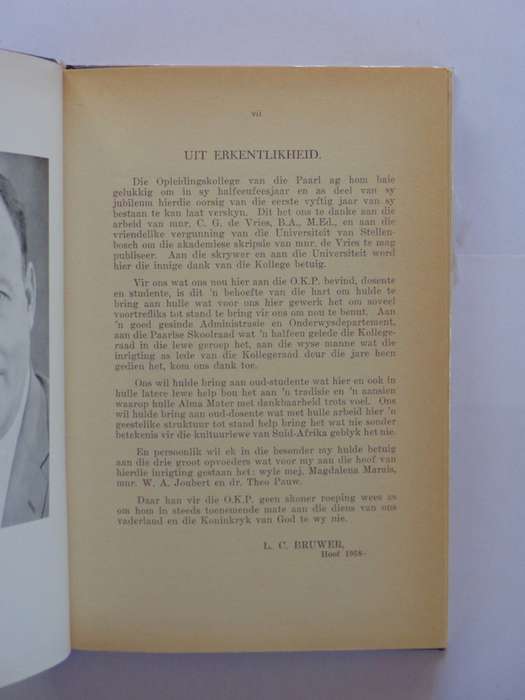 vii
UIT ERKENTLIKHEID.
Die Opleidingskollege van die Paarl ag hom baie
gelukkig om in sy halfeeufeesjaar en as deel van sy
jubileum hierdie oorsig van die eerste vyftig jaar van sy
bestaan te kan laat verskyn. Dit het ons te danke aan die
arbeid van mnr. C. G. de Vries, B.A., M.Ed., en aan die
vriendelike vergunning van die Universiteit van Stellen-
bosch om die akademiese skripsie van mnr. de Vries te mag
publiseer. Aan die skrywer en aan die Universiteit word
hier die innige dank van die Kollege betuig.
Vir ons wat ons nou hier aan die O.K.P. bevind, dosente
en studente, is dit 'n behoefte van die hart om hulde te
bring aan hulle wat voor ons hier gewerk het om soveel
voortrefliks tot stand te bring vir ons om nou te benut. Aan
'n goed gesinde Administrasie en Onderwysdepartement,
aan die Paarlse Skoolraad wat 'n halfeeu gelede die Kollege-
raad in die lewe geroep het, aan die wyse manne wat die
inrigting as lede van die Kollegeraad deur die jare heen
gedien het, kom ons dank toe.
Ons wil hulde bring aan oud-studente wat hier en ook in
hulle latere lewe help bou het aan 'n tradisie en 'n aansien
waarop hulle Alma Mater met dankbaarheid trots voel. Ons
wil hulde bring aan oud-dosente wat met hulle arbeid hier 'n
geestelike struktuur tot stand help bring het wat nie sonder
betekenis vir die kultuurlewe van Suid-Afrika geblyk het nie.
En persoonlik wil ek in die besonder my hulde betuig
aan die drie groot opvoeders wat voor my aan die hoof van
hierdie inrigting gestaan het: wyle mej. Magdalena Marais,
mnr. W. A. Joubert en dr. Theo Pauw.
Daar kan vir die O.K.P. geen skoner roeping wees as
om hom in steeds toenemende mate aan die diens van ons
vaderland en die Koninkryk van God te wy nie.
L. C. BRUWER,
Hoof 1958–